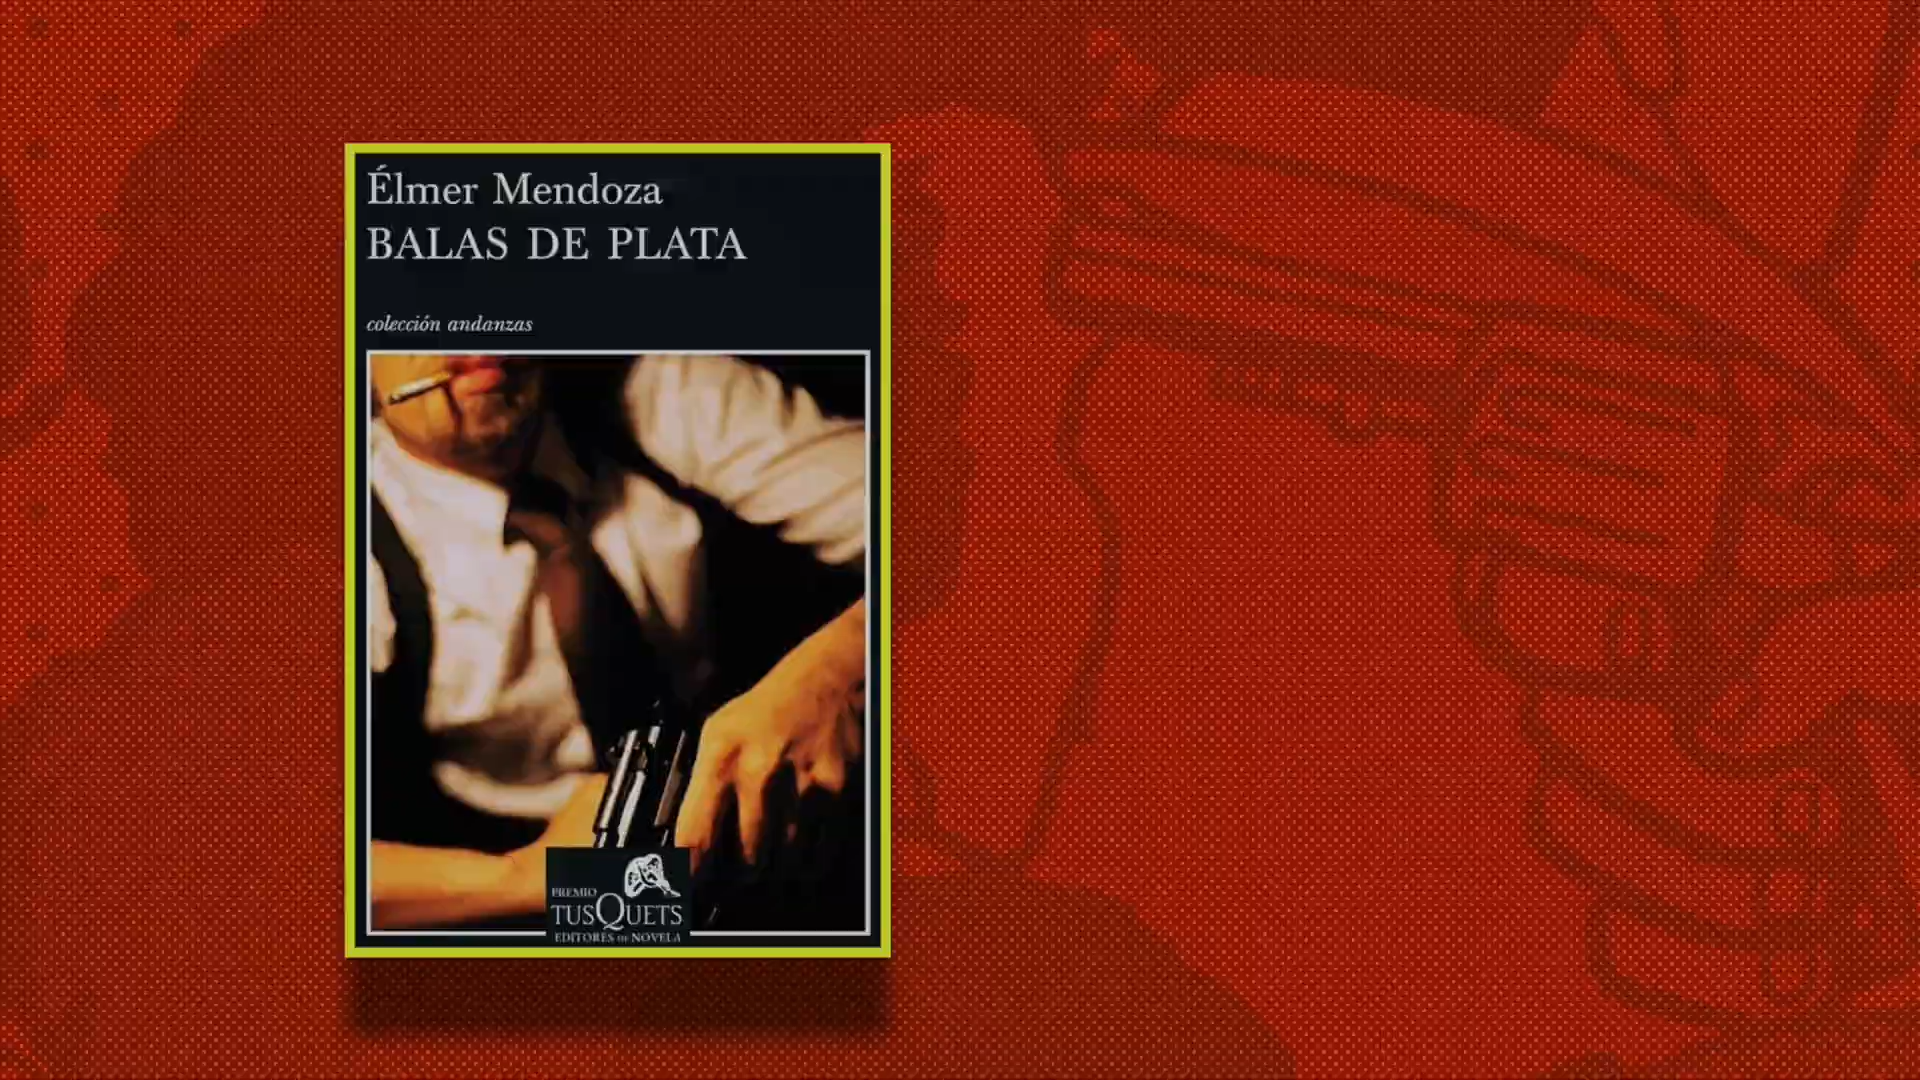 Élmer Mendoza
BALAS DE PLATA
colección andanzas
PREMIO
TUSQUETS
EDITORES DE NOVELA